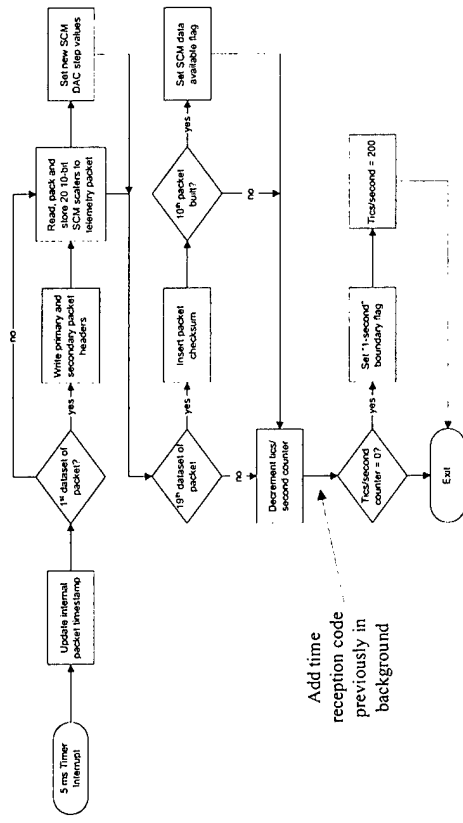 5 ms Timer
Interrupt
Update internal
packet timestamp
1st dataset of
packet?
no
yes
Write primary and
secondary packet
headers
Read, pack and
store 20 10-bit
SCM scalers to
telemetry packet
Set new SCM
DAC step values
19th dataset of
packet
yes
no
Insert packet
checksum
10th packet
built?
yes
no
Set SCM data
available flag
Decrement tics/
second counter
Tics/second
counter = 0?
yes
Set "1-second"
boundary flag
Tics/second = 200
Exit
Add time
reception code
previously in
background